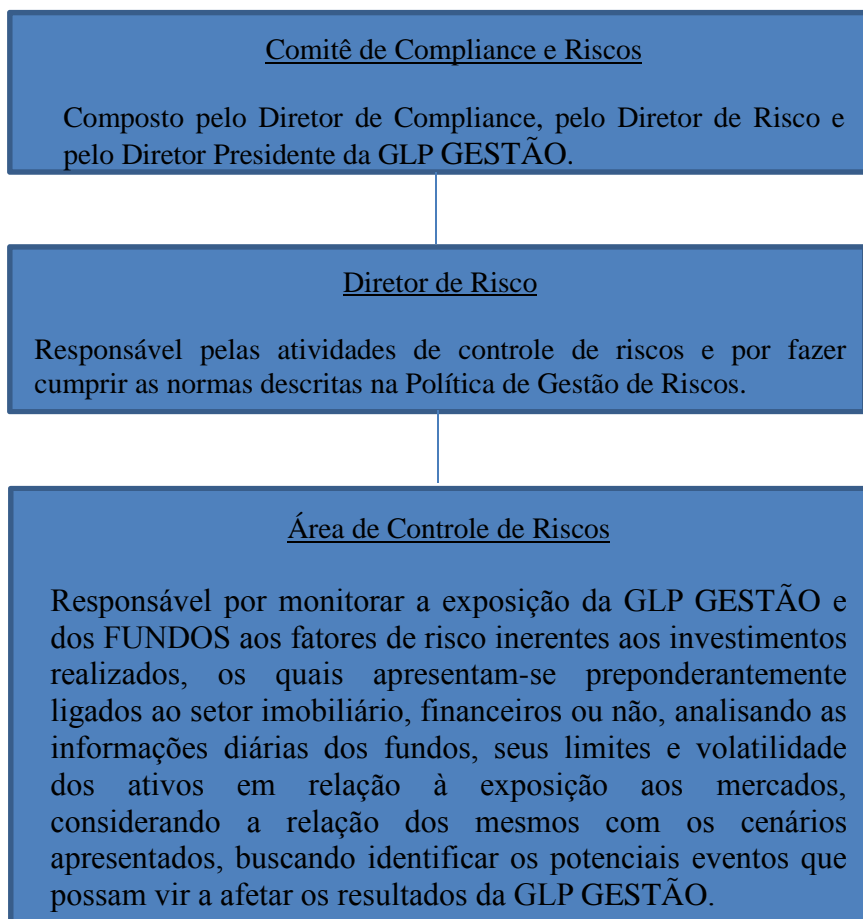 Comitê de Compliance e Riscos
Composto pelo Diretor de Compliance, pelo Diretor de Risco e
pelo Diretor Presidente da GLP GESTÃO.
Diretor de Risco
Responsável pelas atividades de controle de riscos e por fazer
cumprir as normas descritas na Política de Gestão de Riscos.
Área de Controle de Riscos
Responsável por monitorar a exposição da GLP GESTÃO e
dos FUNDOS aos fatores de risco inerentes aos investimentos
realizados, os quais apresentam-se preponderantemente
ligados ao setor imobiliário, financeiros ou não, analisando as
informações diárias dos fundos, seus limites e volatilidade
dos ativos em relação à exposição aos mercados,
considerando a relação dos mesmos com os cenários
apresentados, buscando identificar os potenciais eventos que
possam vir a afetar os resultados da GLP GESTÃO.